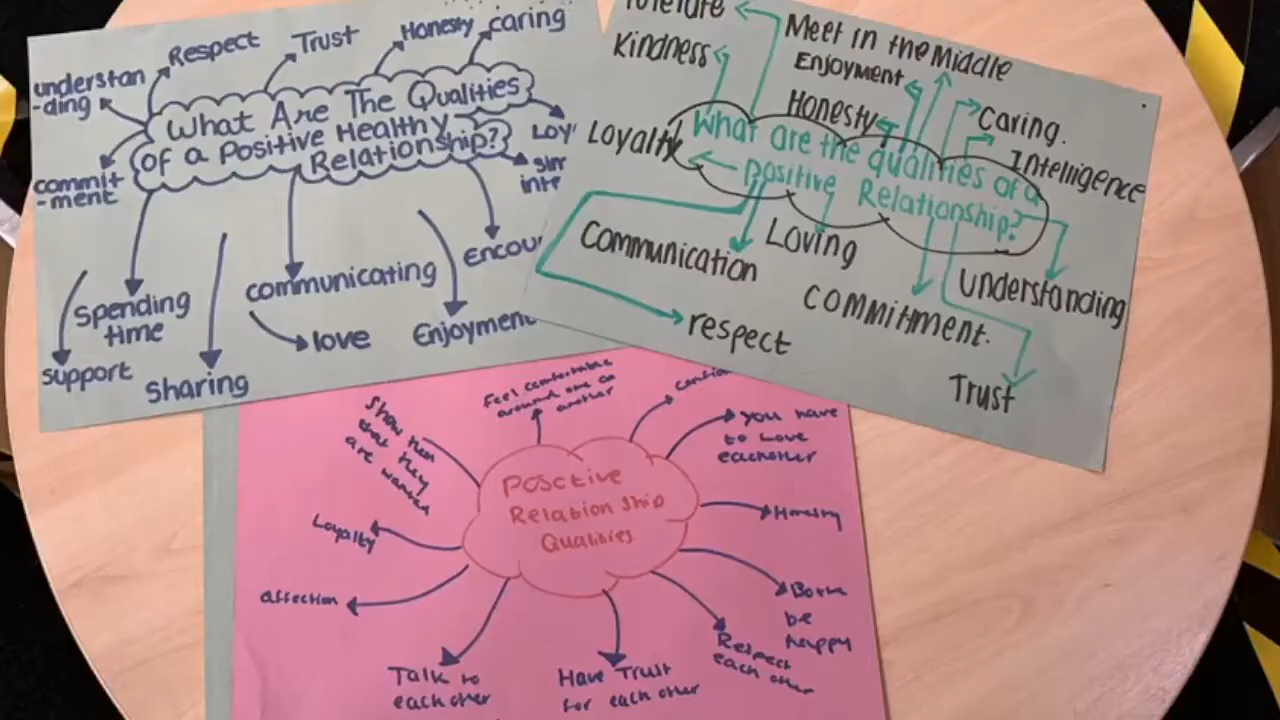 Respect
Trust
Honesty
caring
understan
-ding
What Are The Qualities
of a Positive Healthy
Relationship?
commit
-ment
Spending
time
support
Sharing
communicating
love
Enjoyment
Meet in the Middle
Kindness
Enjoyment
Honesty
Caring.
Intelligence
Loyalty
What are the qualities of a
positive Relationship?
Communication
Loving
COMMITMENT.
understanding
respect
Trust
Feel comfortable
around one an
another
Show them
that they
are wanted
you have
to Love
eachother
Positive
Relation Ship
Qualities
Loyalty
Honesty
affection
Both
be
happy
Talk to
each other
Have Trust
for each other
Respect
each other